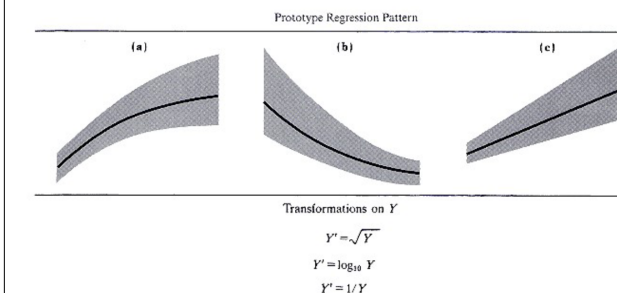 Prototype Regression Pattern
(a) (b) (c)
Transformations on Y
Y′ = √Y
Y′ = log₁₀ Y
Y′ = 1/Y